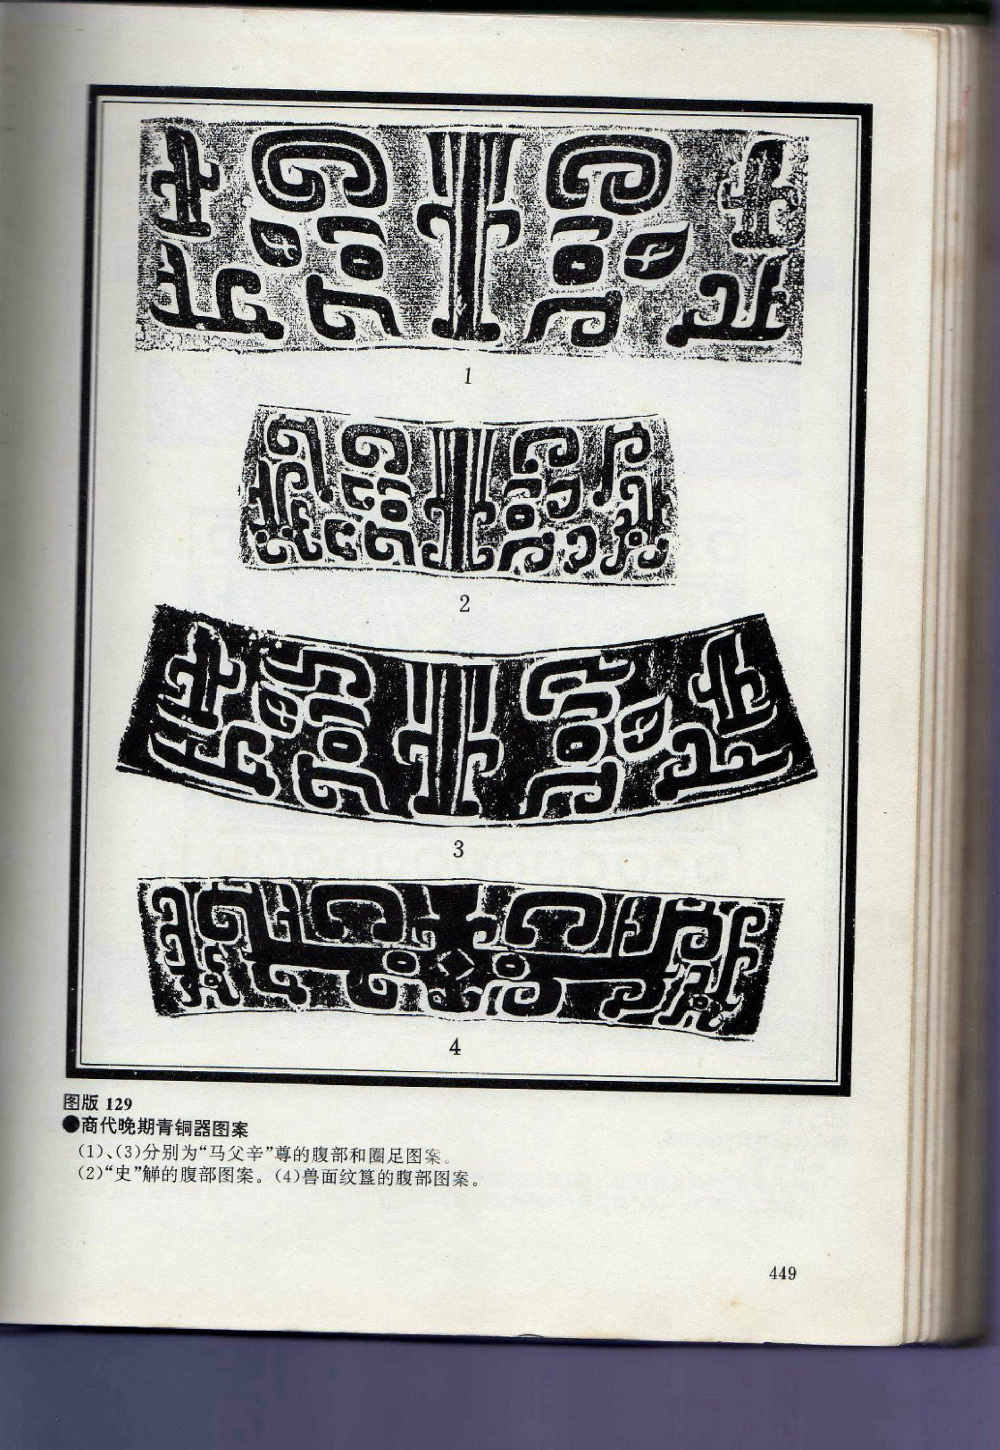 1
2
3
4
图版 129
●商代晚期青铜器图案
(1)、(3)分别为“马父辛”尊的腹部和圈足图案。
(2)“史”觯的腹部图案。(4)兽面纹簋的腹部图案。
449